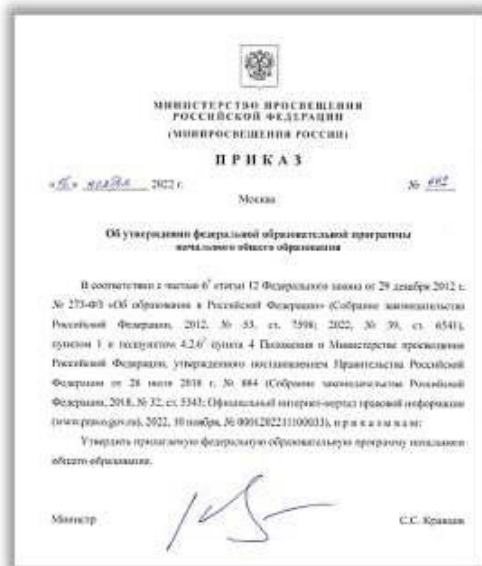 МИНИСТЕРСТВО ПРОСВЕЩЕНИЯ
РОССИЙСКОЙ ФЕДЕРАЦИИ
(МИНПРОСВЕЩЕНИЯ РОССИИ)
ПРИКАЗ
ноября 2022 г. №
Москва
Об утверждении федеральной образовательной программы
начального общего образования
В соответствии с частью 6⁵ статьи 12 Федерального закона от 29 декабря 2012 г.
№ 273-ФЗ «Об образовании в Российской Федерации» (Собрание законодательства
Российской Федерации, 2012, № 53, ст. 7598; 2022, № 39, ст. 6541),
пунктом 1 и подпунктом 4.2.6⁵ пункта 4 Положения о Министерстве просвещения
Российской Федерации, утвержденного постановлением Правительства Российской
Федерации от 28 июля 2018 г. № 884 (Собрание законодательства Российской
Федерации, 2018, № 32, ст. 5343; Официальный интернет-портал правовой информации
(www.pravo.gov.ru), 2022, 10 ноября, № 0001202211100033), приказываю:
Утвердить прилагаемую федеральную образовательную программу начального
общего образования.
Министр С.С. Кравцов